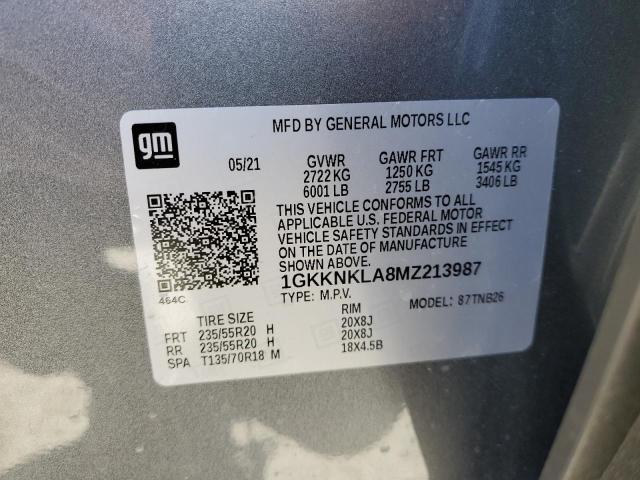 gm
MFD BY GENERAL MOTORS LLC
05/21 GVWR GAWR FRT GAWR RR
2722 KG 1250 KG 1545 KG
6001 LB 2755 LB 3406 LB
THIS VEHICLE CONFORMS TO ALL
APPLICABLE U.S. FEDERAL MOTOR
VEHICLE SAFETY STANDARDS IN EFFECT
ON THE DATE OF MANUFACTURE
SHOWN ABOVE.
1GKKNKLA8MZ213987
464C
TYPE: M.P.V. MODEL: 87TNB26
TIRE SIZE RIM
FRT 235/55R20 H 20X8J
RR 235/55R20 H 20X8J
SPA T135/70R18 M 18X4.5B